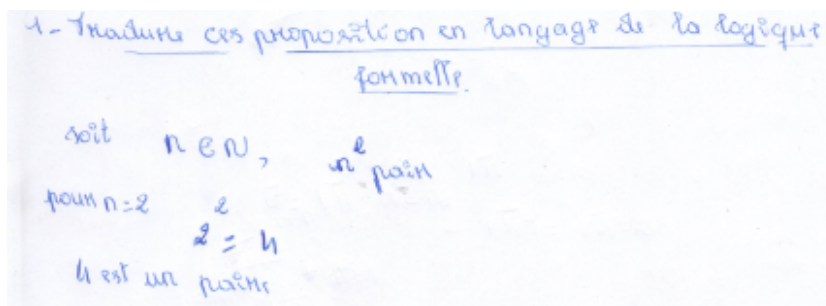 1- Traduire ces proposition en langage de la logique
formelle.
soit n ∈ N, n² pair
pour n=2 2² = 4
4 est un paire